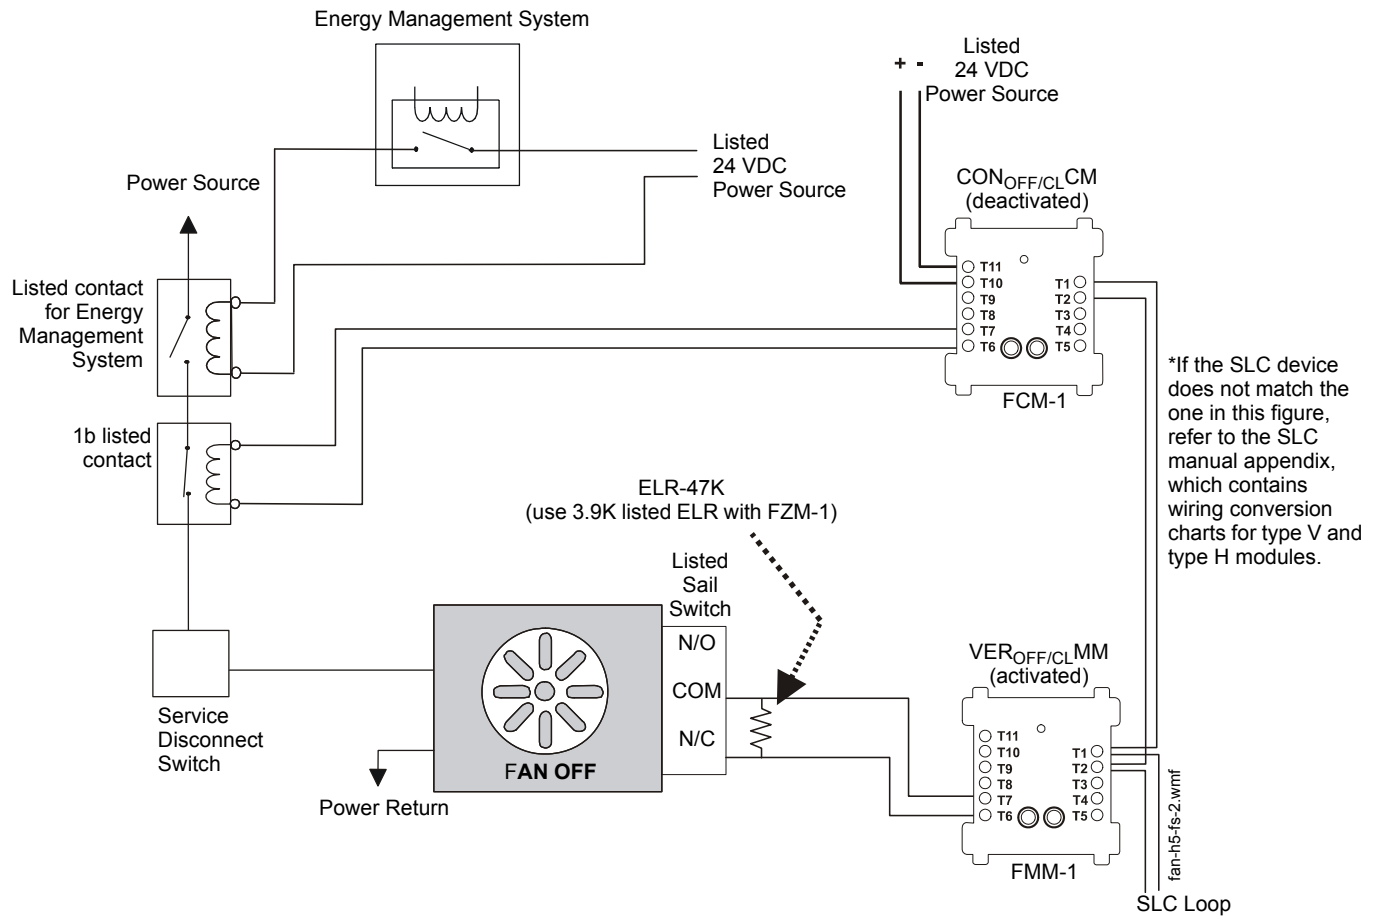 Energy Management System
Listed
24 VDC
Power Source
+ -
Listed
24 VDC
Power Source
Power Source
CONOFF/CLCM
(deactivated)
T11
T10
T9
T8
T7
T6
T1
T2
T3
T4
T5
FCM-1
Listed contact
for Energy
Management
System
1b listed
contact
*If the SLC device
does not match the
one in this figure,
refer to the SLC
manual appendix,
which contains
wiring conversion
charts for type V and
type H modules.
ELR-47K
(use 3.9K listed ELR with FZM-1)
Listed
Sail
Switch
N/O
COM
N/C
FAN OFF
Service
Disconnect
Switch
Power Return
VEROFF/CLMM
(activated)
T11
T10
T9
T8
T7
T6
T1
T2
T3
T4
T5
FMM-1
fan-h5-fs-2.wmf
SLC Loop